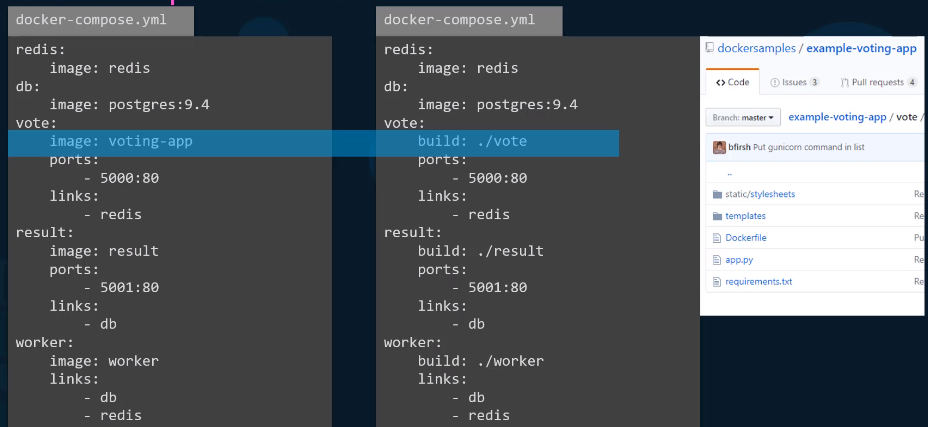 docker-compose.yml
redis:
image: redis
db:
image: postgres:9.4
vote:
image: voting-app
ports:
- 5000:80
links:
- redis
result:
image: result
ports:
- 5001:80
links:
- db
worker:
image: worker
links:
- db
- redis
docker-compose.yml
redis:
image: redis
db:
image: postgres:9.4
vote:
build: ./vote
ports:
- 5000:80
links:
- redis
result:
build: ./result
ports:
- 5001:80
links:
- db
worker:
build: ./worker
links:
- db
- redis
dockersamples / example-voting-app
<> Code Issues 3 Pull requests 4
Branch: master example-voting-app / vote /
bfirsh Put gunicorn command in list
..
static/stylesheets Re
templates Re
Dockerfile Pu
app.py Re
requirements.txt Re